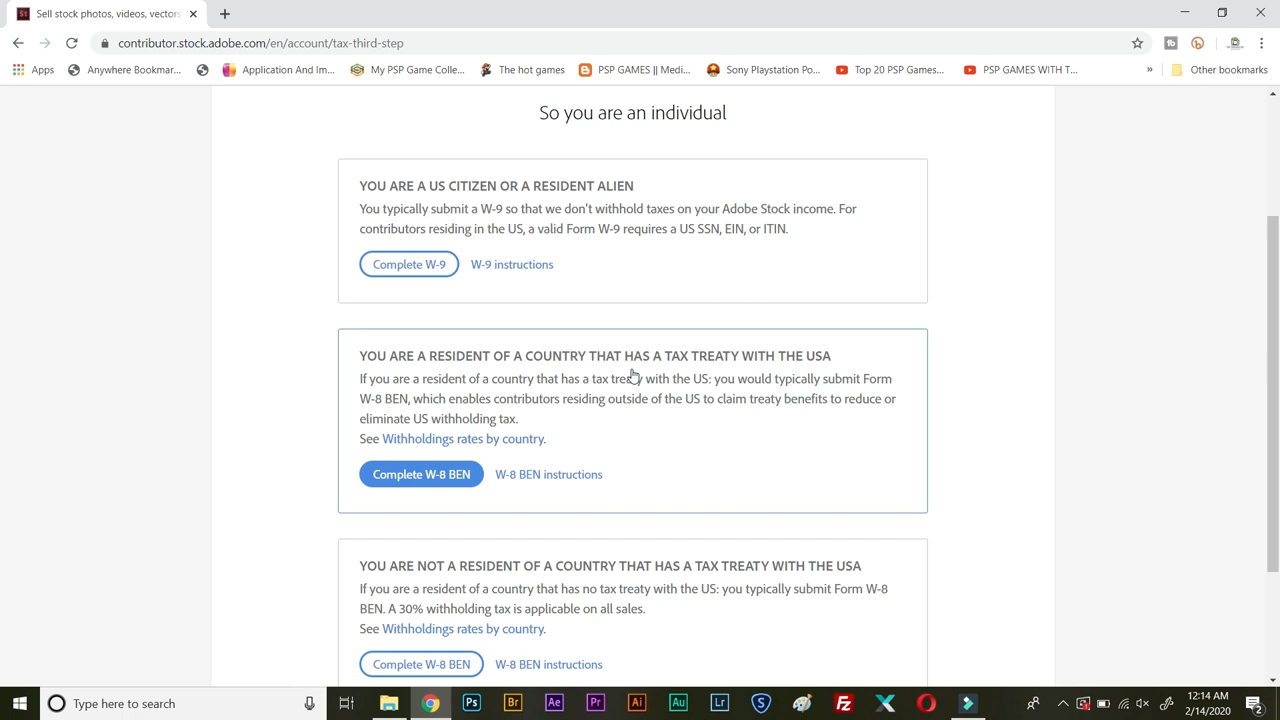 Sell stock photos, videos, vectors
contributor.stock.adobe.com/en/account/tax-third-step
Apps
Anywhere Bookmar...
Application And Im...
My PSP Game Colle...
The hot games
PSP GAMES || Medi...
Sony Playstation Po...
Top 20 PSP Games...
PSP GAMES WITH T...
»
Other bookmarks
So you are an individual
YOU ARE A US CITIZEN OR A RESIDENT ALIEN
You typically submit a W-9 so that we don't withhold taxes on your Adobe Stock income. For
contributors residing in the US, a valid Form W-9 requires a US SSN, EIN, or ITIN.
Complete W-9 W-9 instructions
YOU ARE A RESIDENT OF A COUNTRY THAT HAS A TAX TREATY WITH THE USA
If you are a resident of a country that has a tax treaty with the US: you would typically submit Form
W-8 BEN, which enables contributors residing outside of the US to claim treaty benefits to reduce or
eliminate US withholding tax.
See Withholdings rates by country.
Complete W-8 BEN W-8 BEN instructions
YOU ARE NOT A RESIDENT OF A COUNTRY THAT HAS A TAX TREATY WITH THE USA
If you are a resident of a country that has no tax treaty with the US: you typically submit Form W-8
BEN. A 30% withholding tax is applicable on all sales.
See Withholdings rates by country.
Complete W-8 BEN W-8 BEN instructions
Type here to search
Ps
Br
Ae
Pr
Ai
Au
Lr
12:14 AM
2/14/2020
2